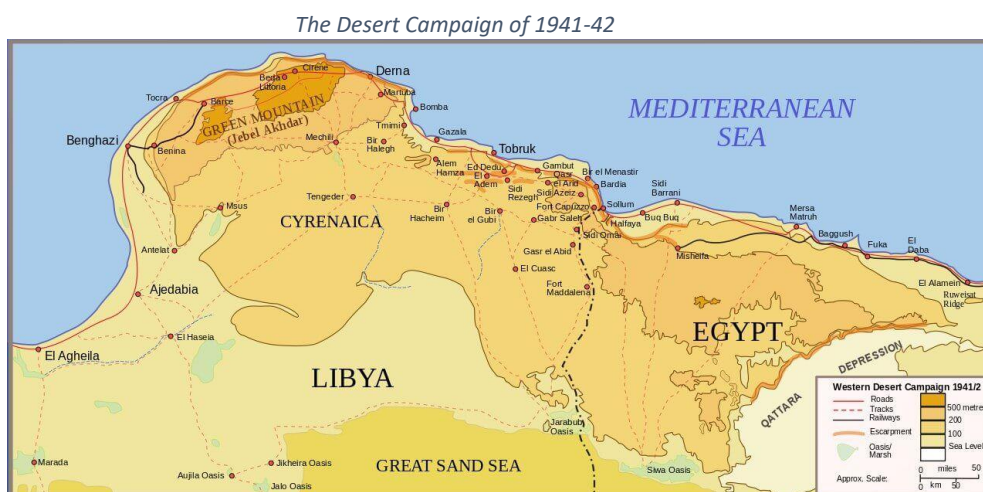 The Desert Campaign of 1941-42
MEDITERRANEAN
SEA
Cirene
Beda
Littoria
Derna
Martuba
Tocra
Barce
Bomba
GREEN MOUNTAIN
(Jebel Akhdar)
Tmimi
Gazala
Benghazi
Benina
Mechili
Bir
Halegh
Tobruk
Alem
Hamza
Ed Dedu
El
Adem
Sidi
Rezegh
Gambut
Qasr
el Arid
Bir el Menastir
Sidi Azeiz
Bardia
Fort Capuzzo
Sollum
Halfaya
Sidi
Barrani
Buq Buq
Mersa
Matruh
Baggush
Fuka
El
Daba
El Alamein
Ruweisat
Ridge
Msus
Tengeder
CYRENAICA
Bir
Hacheim
Bir
el Gubi
Gabr Saleh
Sidi Omar
Gasr el Abid
Misheifa
Antelat
El Cuasc
Fort
Maddalena
Ajedabia
El Haseia
El Agheila
EGYPT
LIBYA
QATTARA
DEPRESSION
Jarabub
Oasis
Siwa Oasis
Marada
Jikheira Oasis
Aujila Oasis
Jalo Oasis
GREAT SAND SEA
Western Desert Campaign 1941/2
Roads
Tracks
Railways
Escarpment
Oasis/
Marsh
500 metre
200
100
Sea Level
Approx. Scale:
0 miles 50
0 km 50